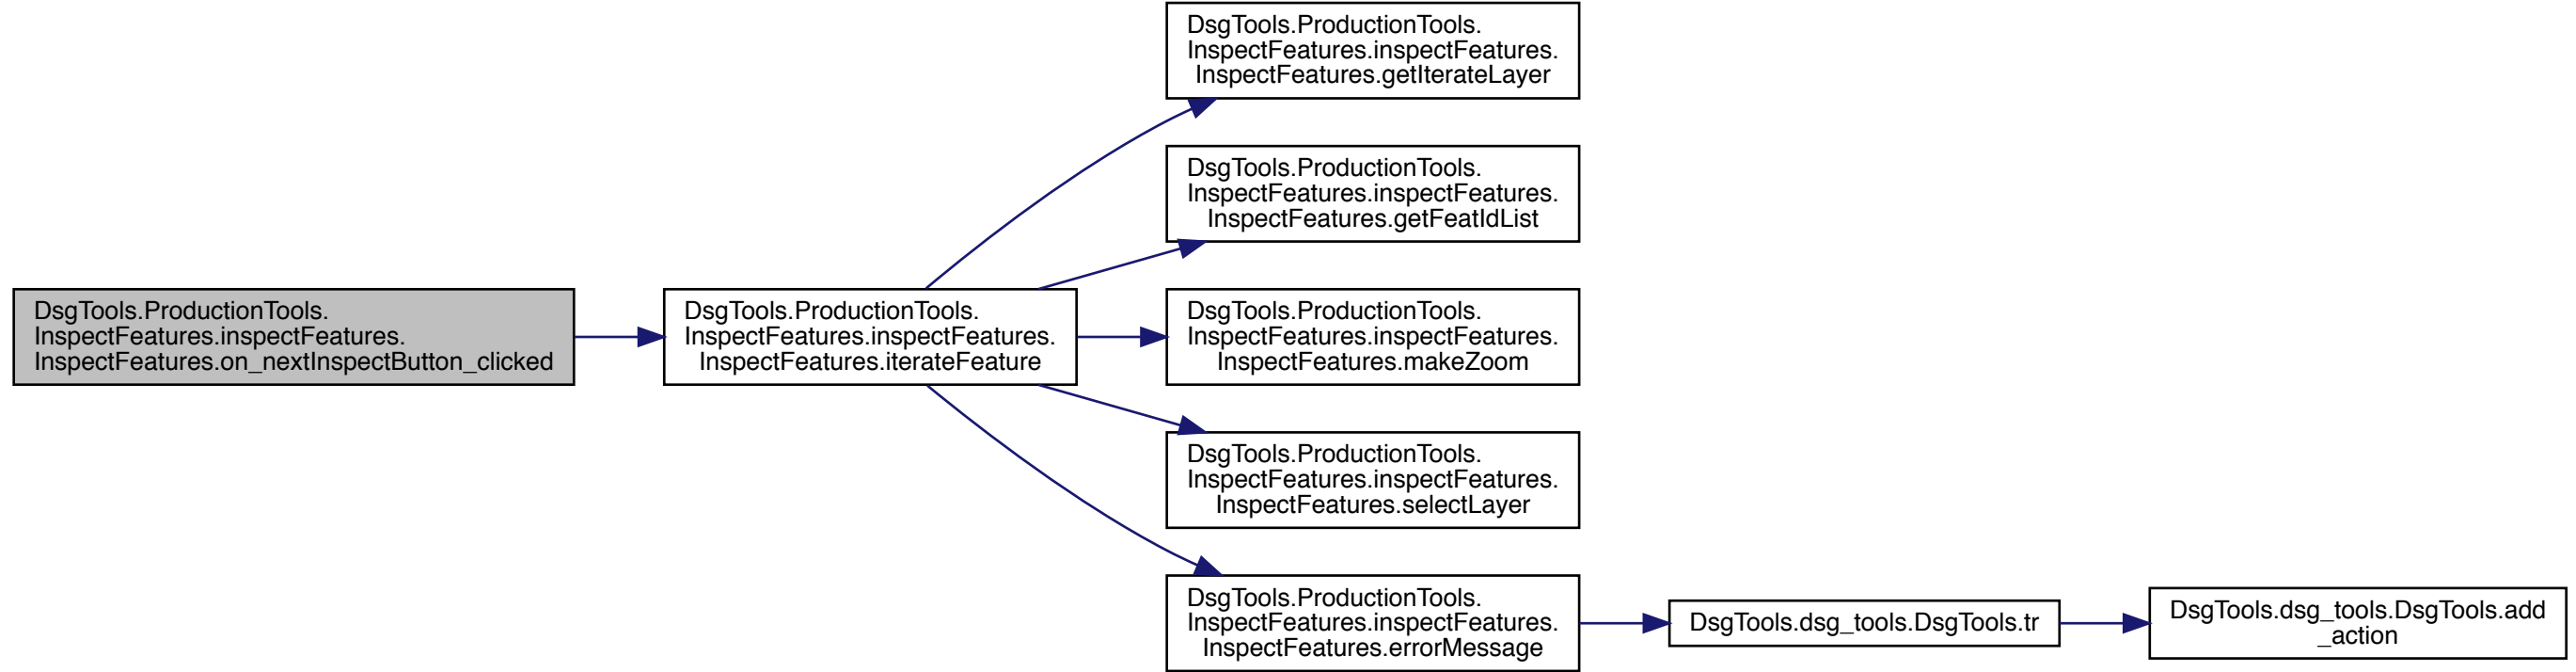 DsgTools.ProductionTools.
InspectFeatures.inspectFeatures.
InspectFeatures.on_nextInspectButton_clicked
DsgTools.ProductionTools.
InspectFeatures.inspectFeatures.
InspectFeatures.iterateFeature
DsgTools.ProductionTools.
InspectFeatures.inspectFeatures.
InspectFeatures.getIterateLayer
DsgTools.ProductionTools.
InspectFeatures.inspectFeatures.
InspectFeatures.getFeatIdList
DsgTools.ProductionTools.
InspectFeatures.inspectFeatures.
InspectFeatures.makeZoom
DsgTools.ProductionTools.
InspectFeatures.inspectFeatures.
InspectFeatures.selectLayer
DsgTools.ProductionTools.
InspectFeatures.inspectFeatures.
InspectFeatures.errorMessage
DsgTools.dsg_tools.DsgTools.tr
DsgTools.dsg_tools.DsgTools.add
_action